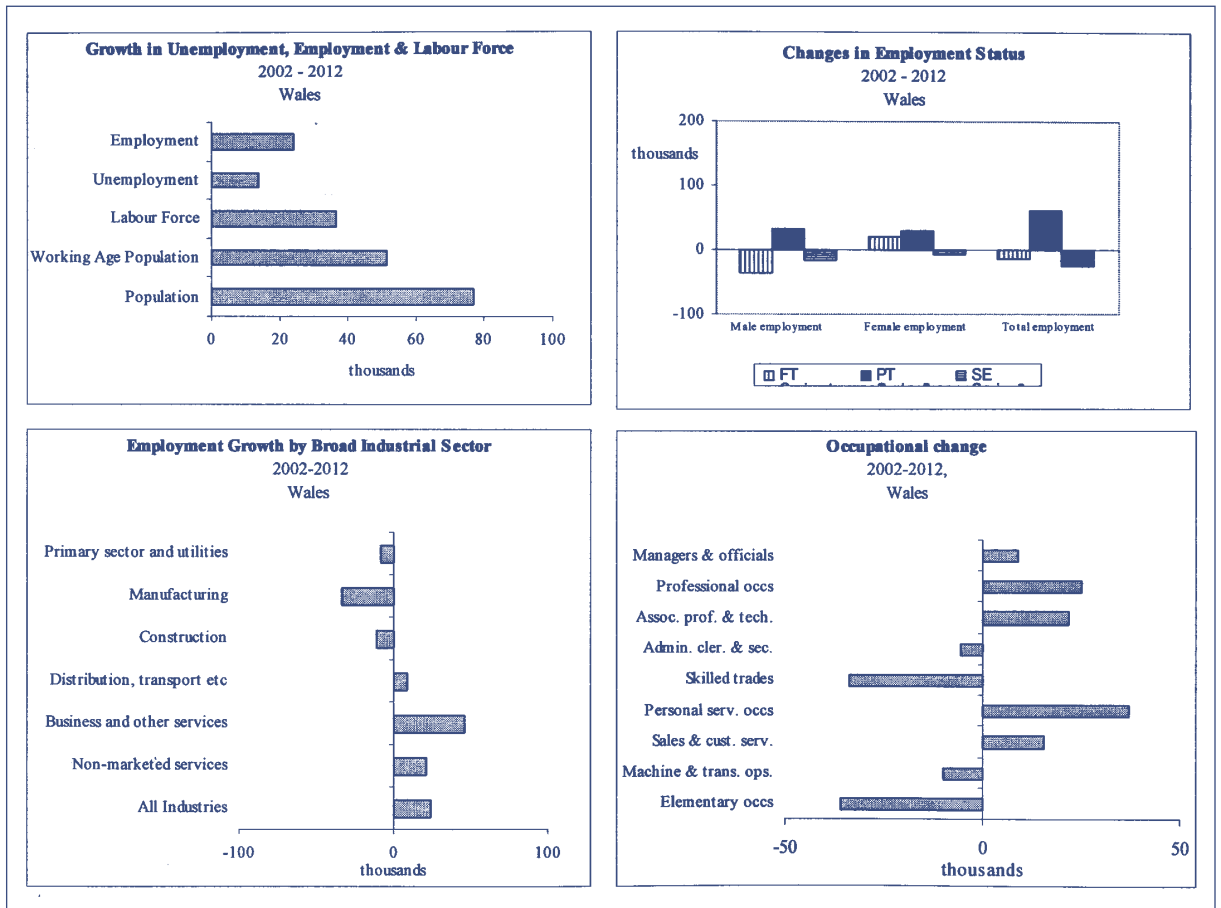 Growth in Unemployment, Employment & Labour Force
2002 - 2012
Wales
Employment
Unemployment
Labour Force
Working Age Population
Population
0 20 40 60 80 100
thousands
Changes in Employment Status
2002 - 2012
Wales
200
thousands
100
0
-100
Male employment Female employment Total employment
FT PT SE
Employment Growth by Broad Industrial Sector
2002-2012
Wales
Primary sector and utilities
Manufacturing
Construction
Distribution, transport etc
Business and other services
Non-marketed services
All Industries
-100 0 100
thousands
Occupational change
2002-2012,
Wales
Managers & officials
Professional occs
Assoc. prof. & tech.
Admin. cler. & sec.
Skilled trades
Personal serv. occs
Sales & cust. serv.
Machine & trans. ops.
Elementary occs
-50 0 50
thousands